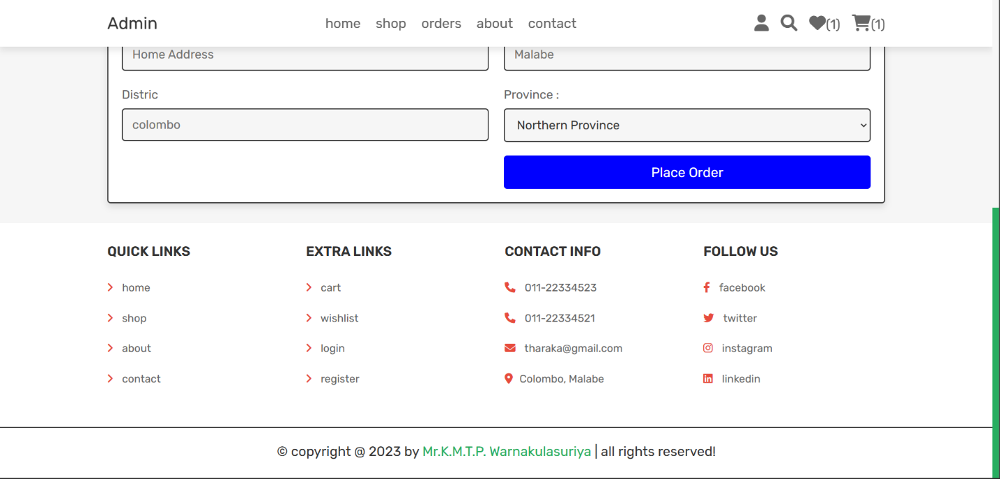 Admin home shop orders about contact (1) (1)
Home Address Malabe
Distric Province :
colombo Northern Province
Place Order
QUICK LINKS EXTRA LINKS CONTACT INFO FOLLOW US
home cart 011-22334523 facebook
shop wishlist 011-22334521 twitter
about login tharaka@gmail.com instagram
contact register Colombo, Malabe linkedin
© copyright @ 2023 by Mr.K.M.T.P. Warnakulasuriya | all rights reserved!